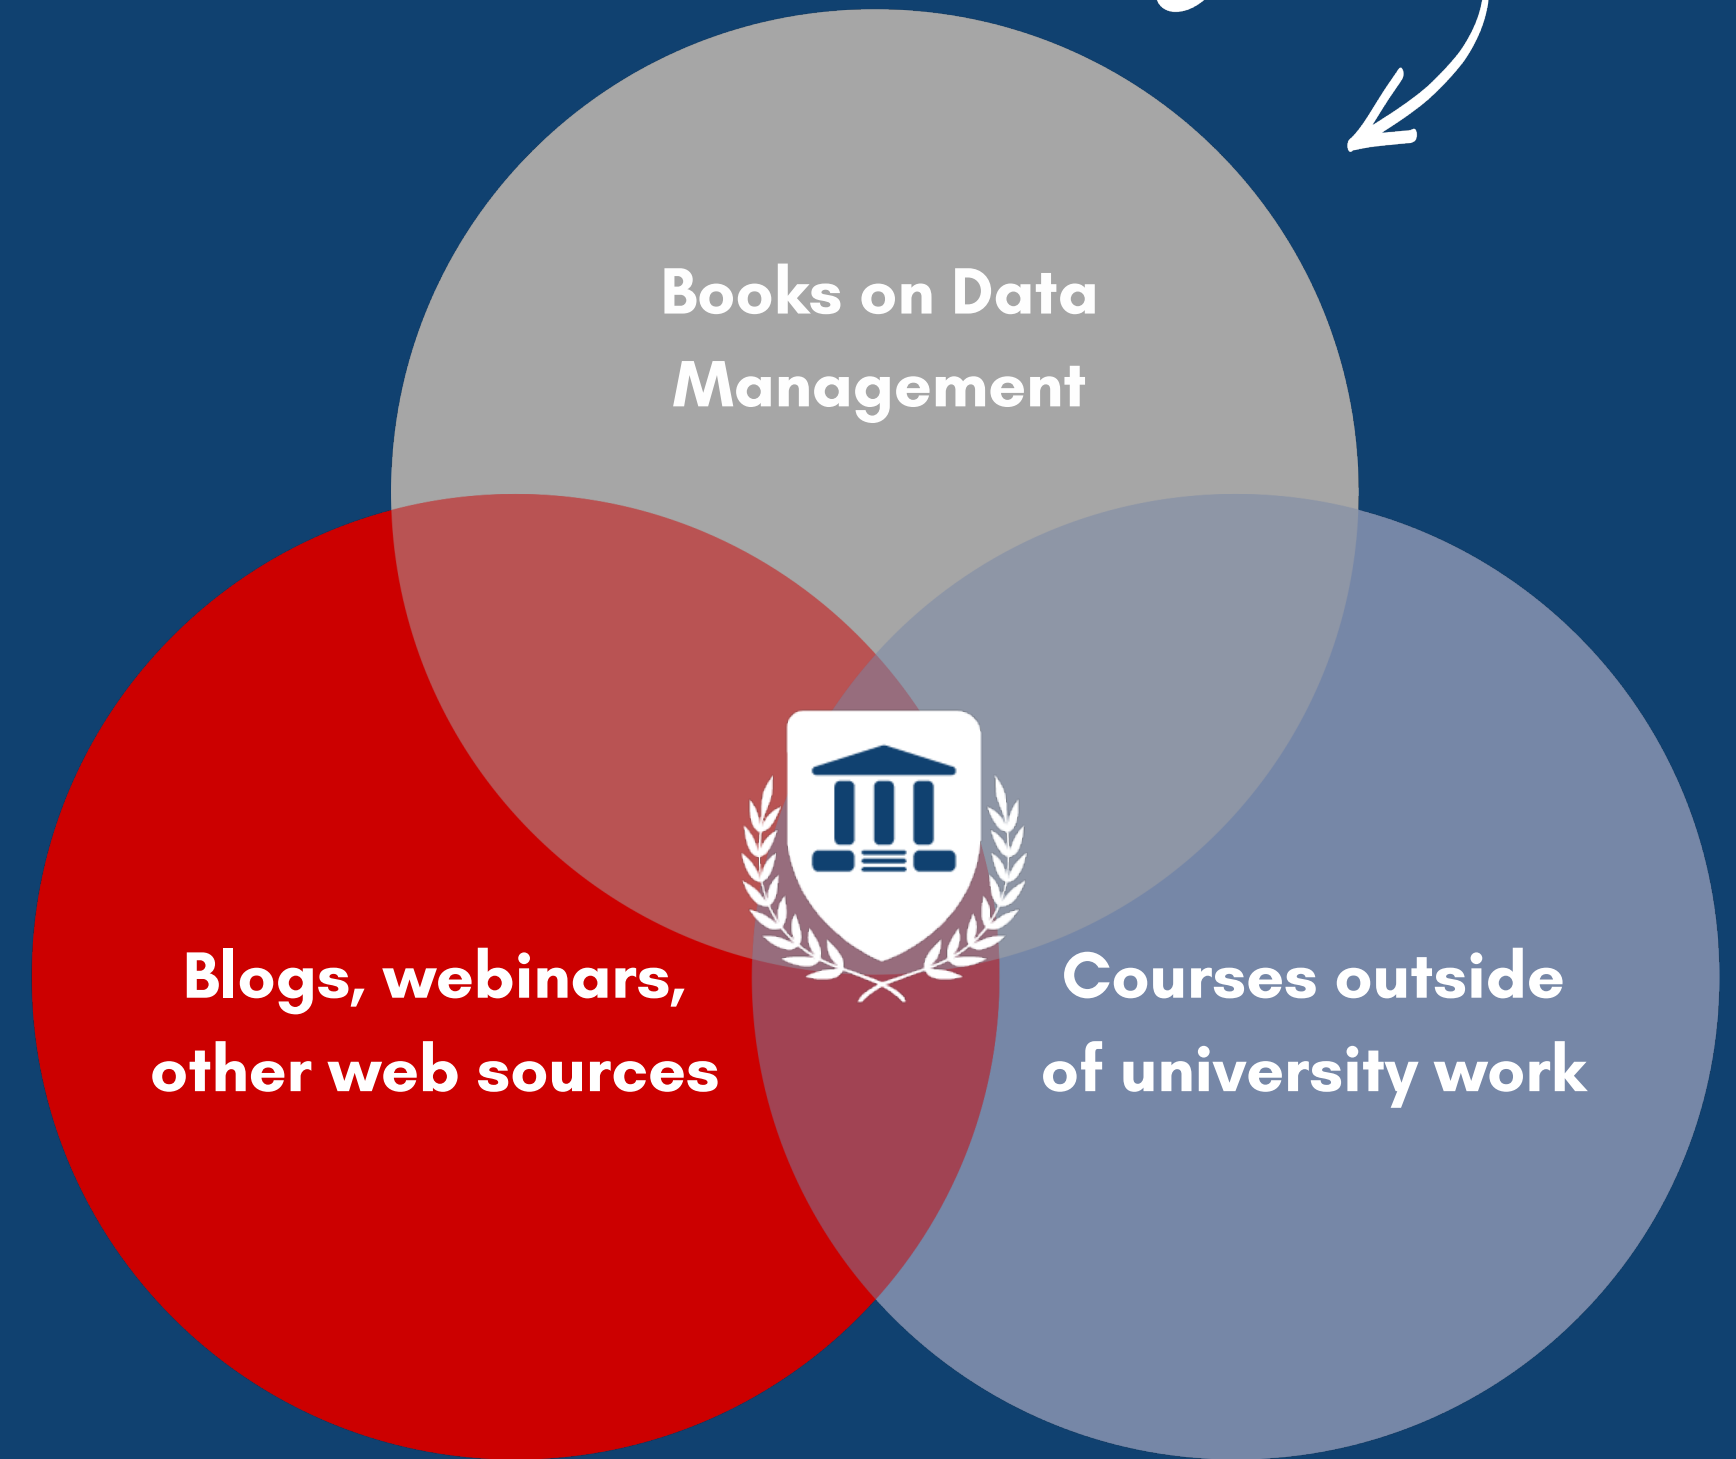 Books on Data
Management
Blogs, webinars,
other web sources
Courses outside
of university work